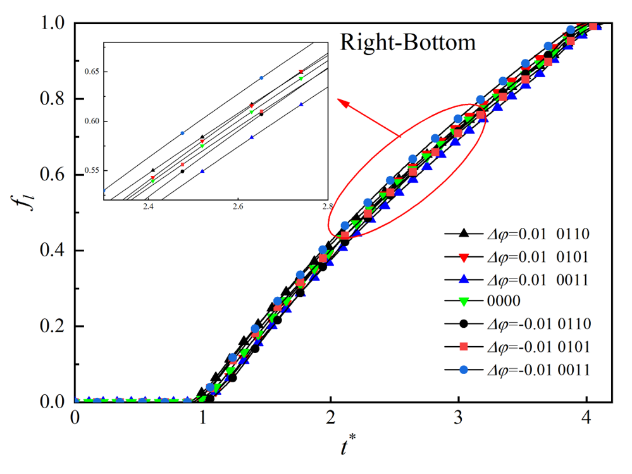 Right-Bottom
1.0
0.8
0.6
0.4
0.2
0.0
f_l
0.65
0.60
0.55
2.4 2.6 2.8
Δφ=0.01 0110
Δφ=0.01 0101
Δφ=0.01 0011
0000
Δφ=-0.01 0110
Δφ=-0.01 0101
Δφ=-0.01 0011
0 1 2 3 4
t*